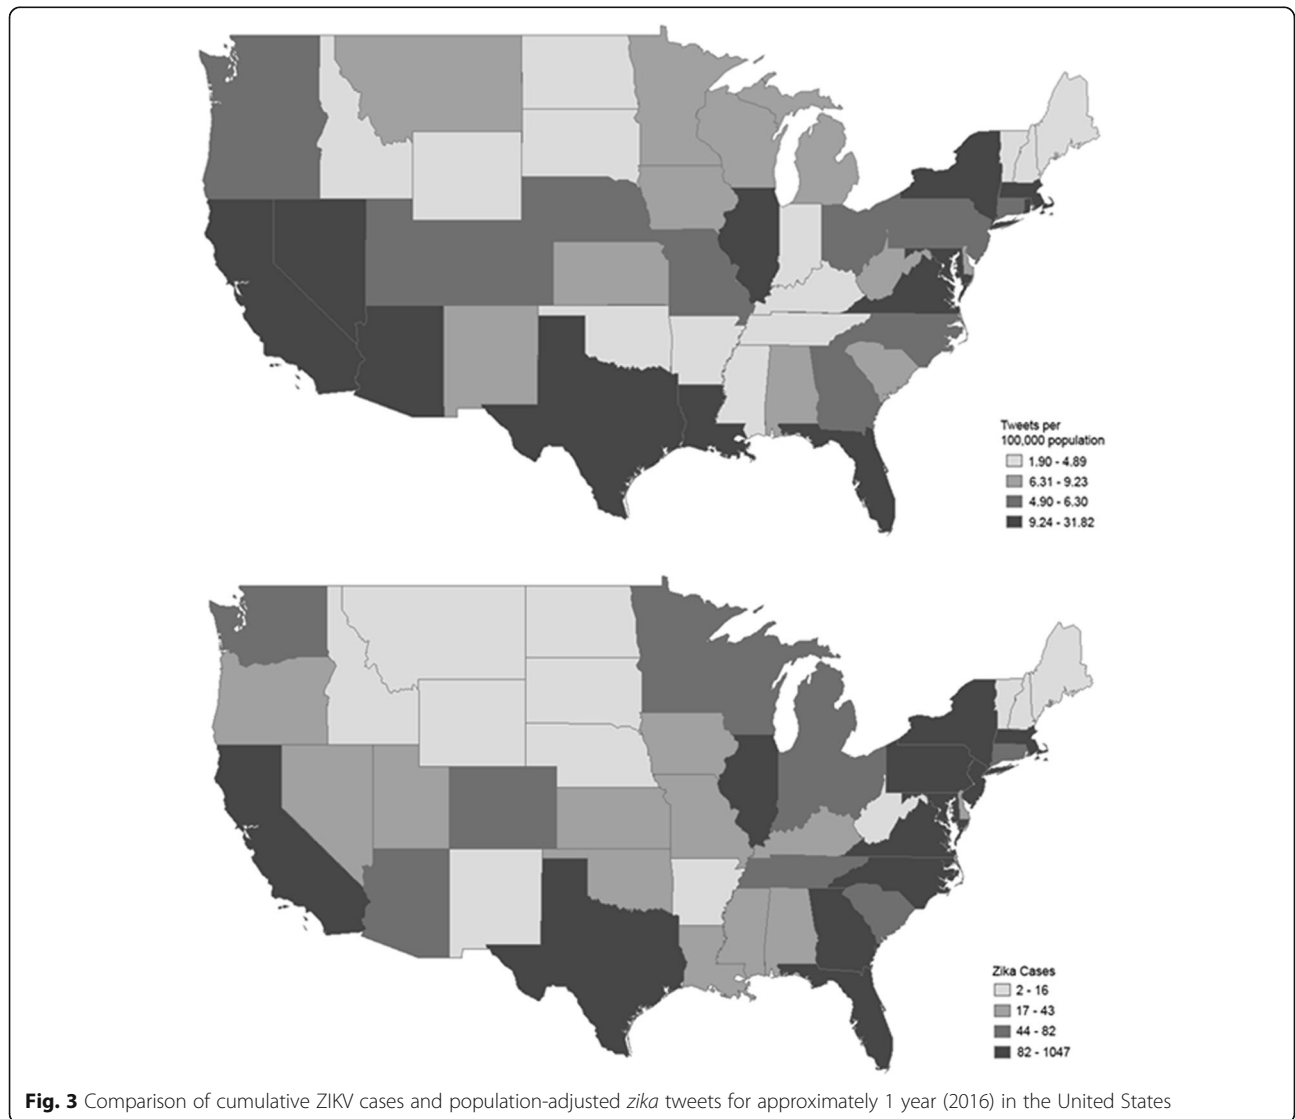 Tweets per
100,000 population
1.90 - 4.89
6.31 - 9.23
4.90 - 6.30
9.24 - 31.82
Zika Cases
2 - 16
17 - 43
44 - 82
82 - 1047
Fig. 3 Comparison of cumulative ZIKV cases and population-adjusted zika tweets for approximately 1 year (2016) in the United States